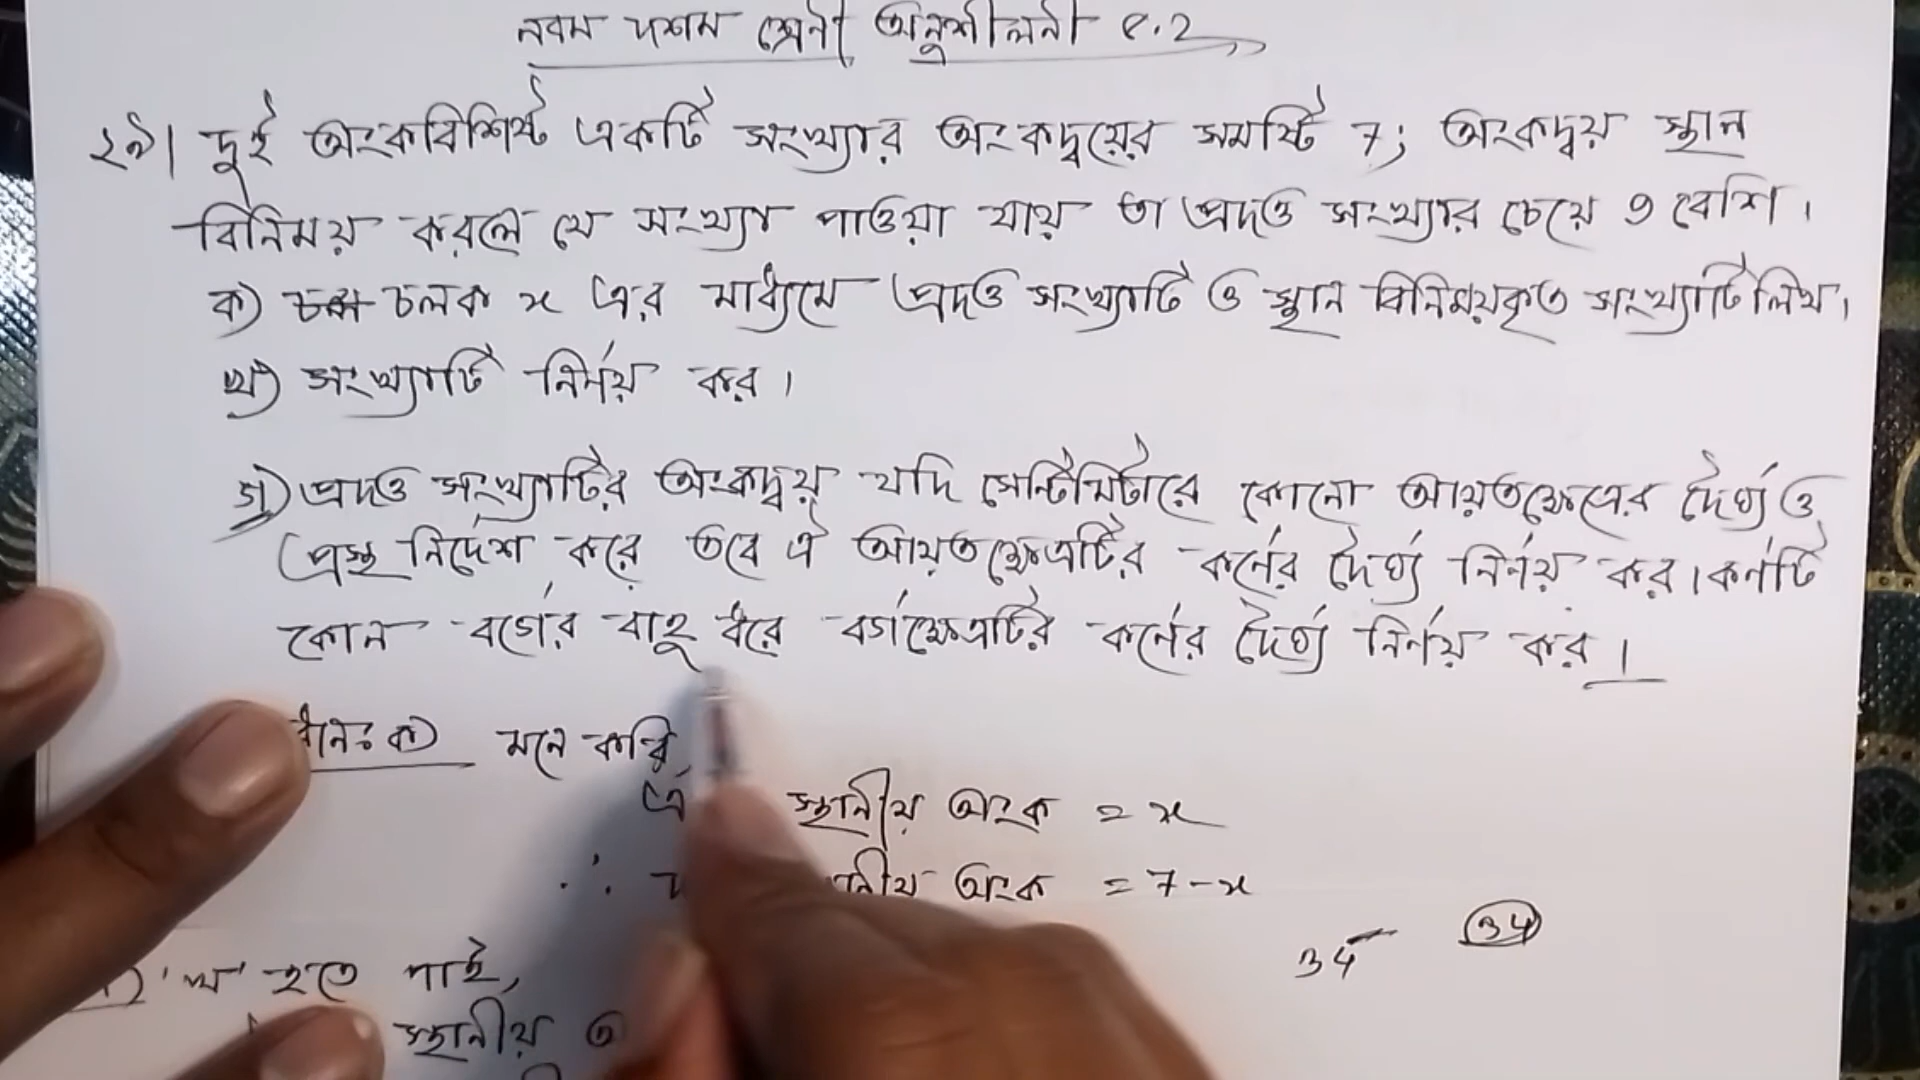 নবম দশম শ্রেণী অনুশীলনী ৫.2
২৯। দুই অংকবিশিষ্ট একটি সংখ্যার অংকদ্বয়ের সমষ্টি 7; অংকদ্বয় স্থান
বিনিময় করলে যে সংখ্যা পাওয়া যায় তা প্রদত্ত সংখ্যার চেয়ে 9 বেশি।
ক) চলক x এর মাধ্যমে প্রদত্ত সংখ্যাটি ও স্থান বিনিময়কৃত সংখ্যাটি লিখ।
খ) সংখ্যাটি নির্ণয় কর।
গ) প্রদত্ত সংখ্যাটির অংকদ্বয় যদি সেন্টিমিটারে কোনো আয়তক্ষেত্রের দৈর্ঘ্য ও
প্রস্থ নির্দেশ করে তবে ঐ আয়তক্ষেত্রটির কর্নের দৈর্ঘ্য নির্ণয় কর। কর্ণটি
কোন বর্গের বাহু ধরে বর্গক্ষেত্রটির কর্নের দৈর্ঘ্য নির্ণয় কর।
ক) মনে করি,
স্থানীয় অংক = x
∴ অংক = 7 - x
34 34
'খ' হতে পাই,
স্থানীয়